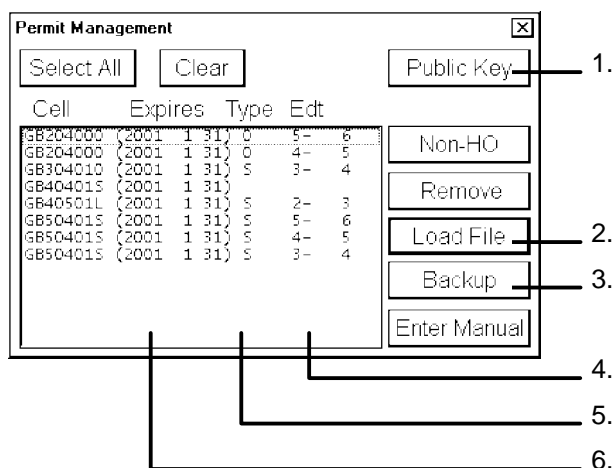 Permit Management
Select All Clear Public Key 1.
Cell Expires Type Edt
GB204000 (2001 1 31) 0 5- 6
GB204000 (2001 1 31) 0 4- 5
GB304010 (2001 1 31) S 3- 4
GB40401S (2001 1 31)
GB40501L (2001 1 31) S 2- 3
GB50401S (2001 1 31) S 5- 6
GB50401S (2001 1 31) S 4- 5
GB50401S (2001 1 31) S 3- 4
Non-HO
Remove
Load File 2.
Backup 3.
Enter Manual
4.
5.
6.